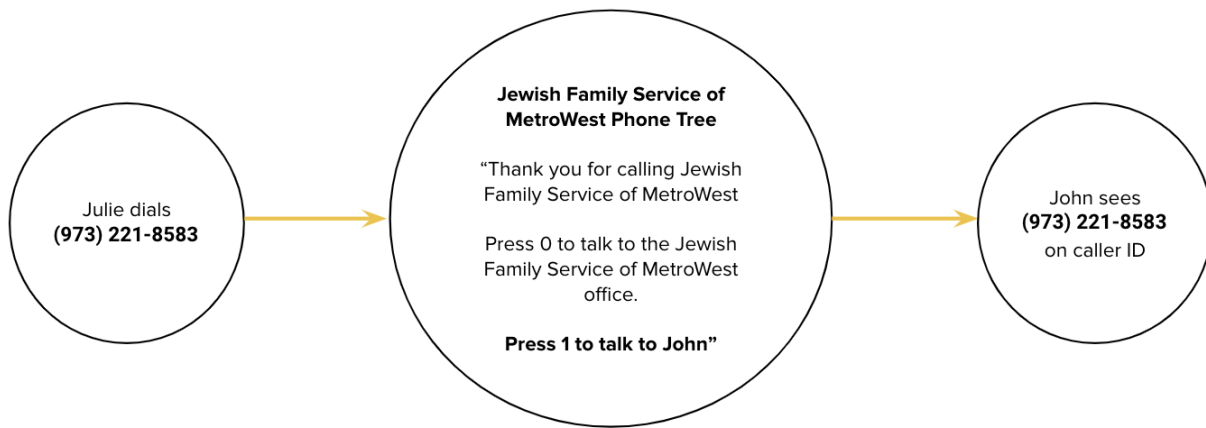 Julie dials
(973) 221-8583
Jewish Family Service of
MetroWest Phone Tree
“Thank you for calling Jewish
Family Service of MetroWest
Press 0 to talk to the Jewish
Family Service of MetroWest
office.
Press 1 to talk to John”
John sees
(973) 221-8583
on caller ID